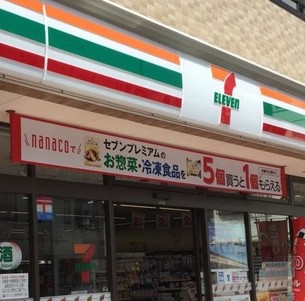 7
ELEVEN
nanacoで
セブンプレミアムの
お惣菜・冷凍食品を
5個買うと1個もらえる
酒